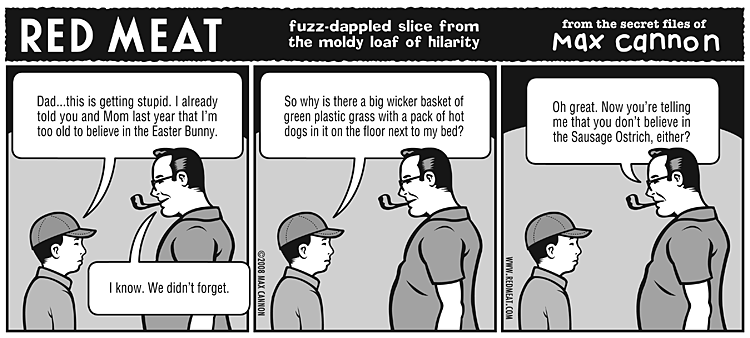 RED MEAT
fuzz-dappled slice from
the moldy loaf of hilarity
from the secret files of
Max cannon
Dad...this is getting stupid. I already
told you and Mom last year that I'm
too old to believe in the Easter Bunny.
I know. We didn't forget.
©2008 MAX CANNON
So why is there a big wicker basket of
green plastic grass with a pack of hot
dogs in it on the floor next to my bed?
Oh great. Now you're telling
me that you don't believe in
the Sausage Ostrich, either?
WWW.REDMEAT.COM